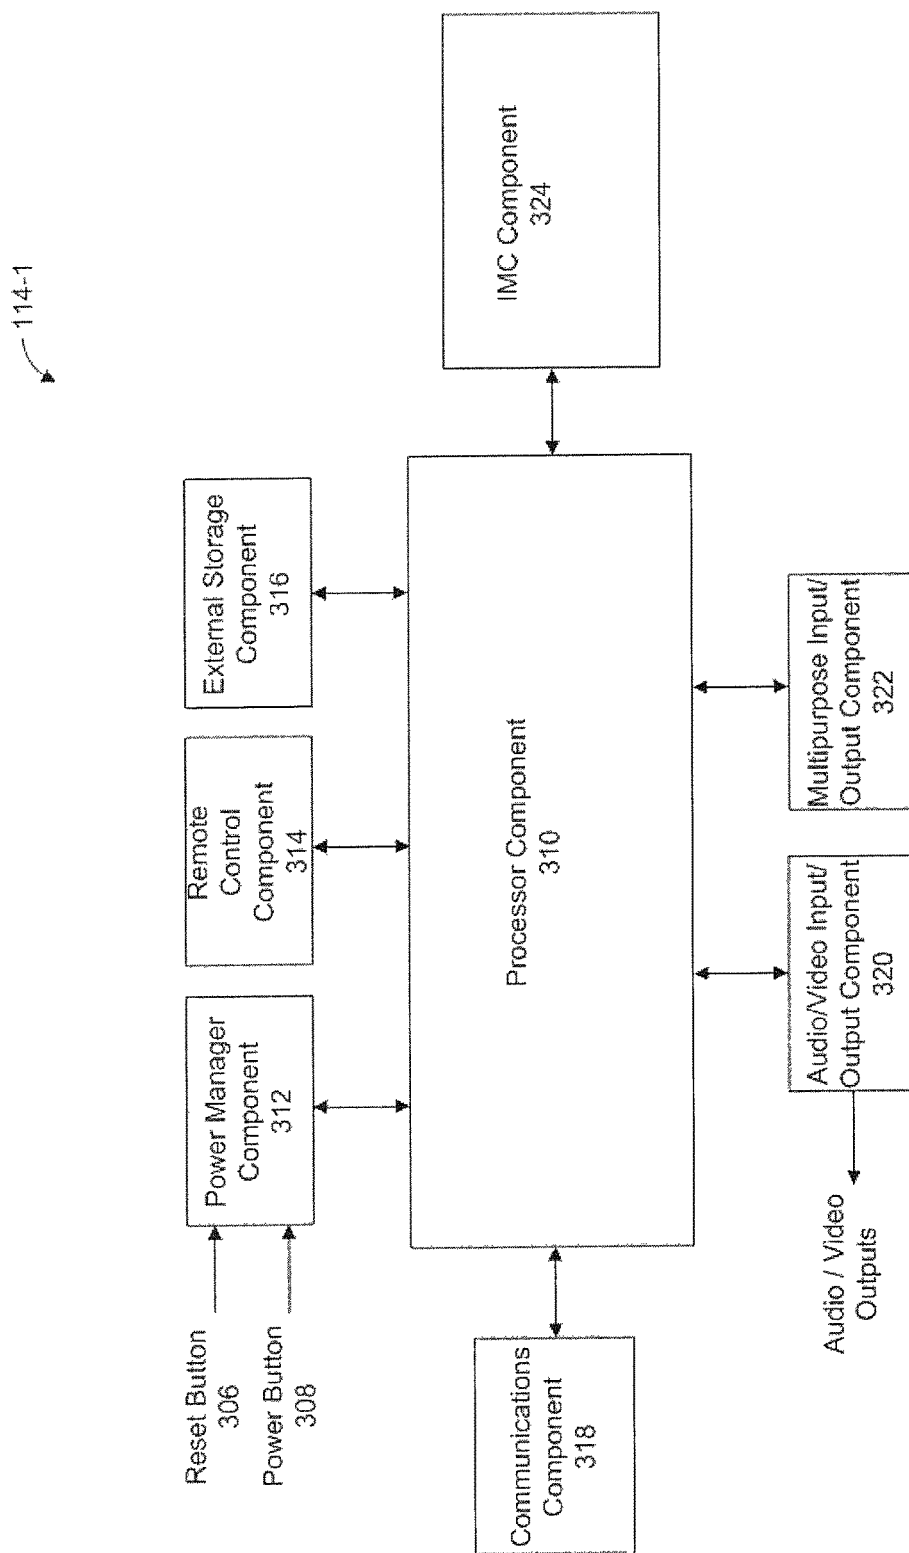 114-1
Reset Button
306
Power Button
308
Power Manager
Component
312
Remote
Control
Component
314
External Storage
Component
316
Communications
Component
318
Processor Component
310
IMC Component
324
Audio / Video
Outputs
Audio/Video Input/
Output Component
320
Multipurpose Input/
Output Component
322